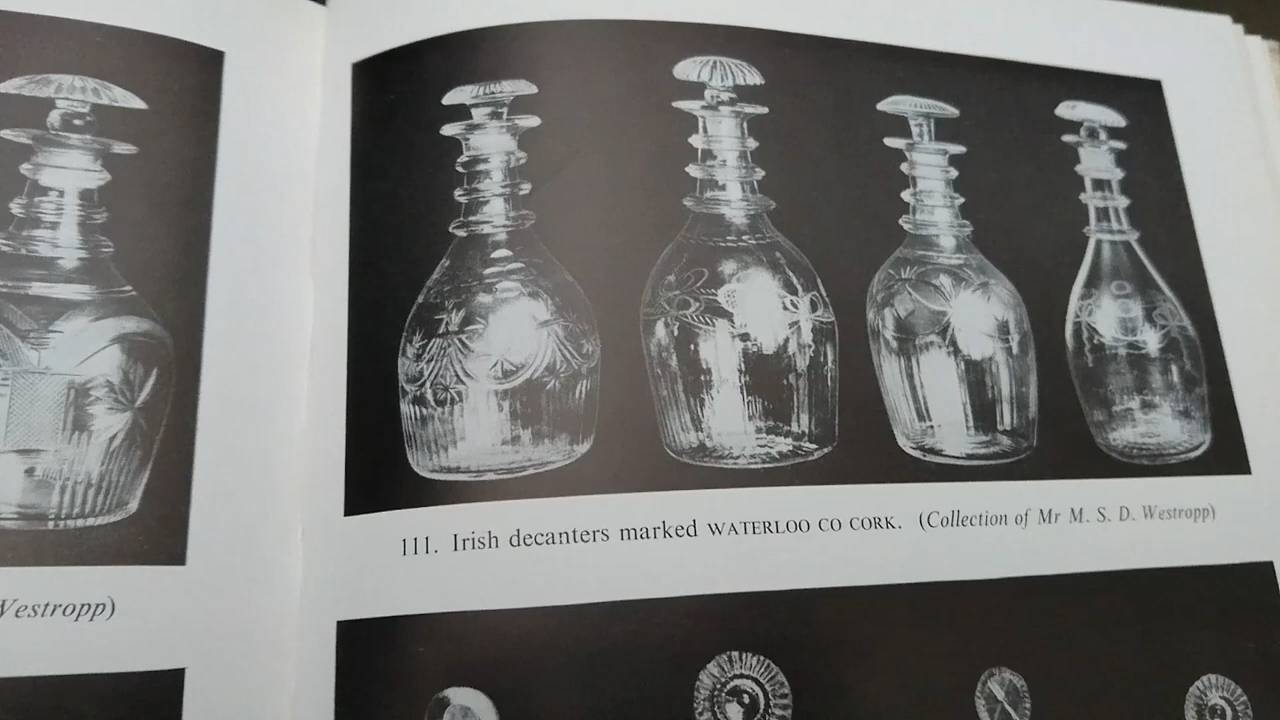 Westropp)
111. Irish decanters marked WATERLOO CO CORK. (Collection of Mr M. S. D. Westropp)